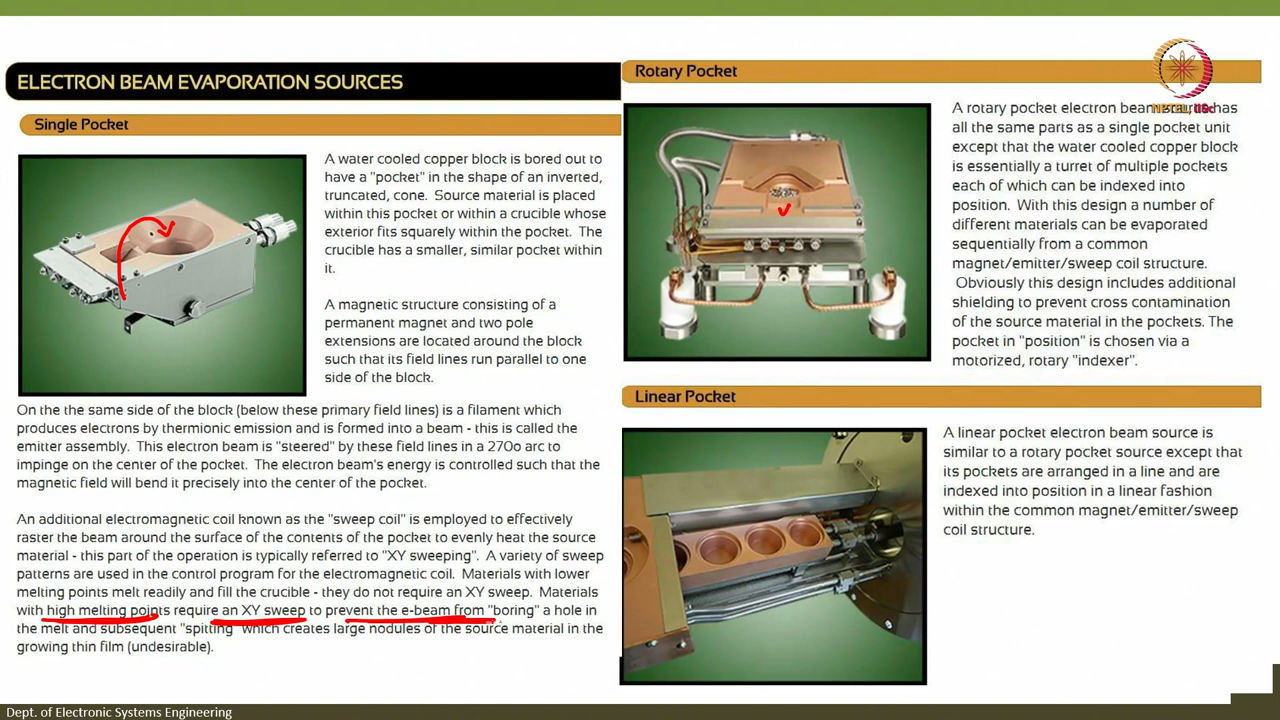 ELECTRON BEAM EVAPORATION SOURCES
Single Pocket
A water cooled copper block is bored out to
have a "pocket" in the shape of an inverted,
truncated, cone. Source material is placed
within this pocket or within a crucible whose
exterior fits squarely within the pocket. The
crucible has a smaller, similar pocket within
it.
A magnetic structure consisting of a
permanent magnet and two pole
extensions are located around the block
such that its field lines run parallel to one
side of the block.
On the the same side of the block (below these primary field lines) is a filament which
produces electrons by thermionic emission and is formed into a beam - this is called the
emitter assembly. This electron beam is "steered" by these field lines in a 270o arc to
impinge on the center of the pocket. The electron beam's energy is controlled such that the
magnetic field will bend it precisely into the center of the pocket.
An additional electromagnetic coil known as the "sweep coil" is employed to effectively
raster the beam around the surface of the contents of the pocket to evenly heat the source
material - this part of the operation is typically referred to "XY sweeping". A variety of sweep
patterns are used in the control program for the electromagnetic coil. Materials with lower
melting points melt readily and fill the crucible - they do not require an XY sweep. Materials
with high melting points require an XY sweep to prevent the e-beam from "boring" a hole in
the melt and subsequent "spitting" which creates large nodules of the source material in the
growing thin film (undesirable).
Rotary Pocket
A rotary pocket electron beam source has
all the same parts as a single pocket unit
except that the water cooled copper block
is essentially a turret of multiple pockets
each of which can be indexed into
position. With this design a number of
different materials can be evaporated
sequentially from a common
magnet/emitter/sweep coil structure.
Obviously this design includes additional
shielding to prevent cross contamination
of the source material in the pockets. The
pocket in "position" is chosen via a
motorized, rotary "indexer".
Linear Pocket
A linear pocket electron beam source is
similar to a rotary pocket source except that
its pockets are arranged in a line and are
indexed into position in a linear fashion
within the common magnet/emitter/sweep
coil structure.
NPTEL, IISc
Dept. of Electronic Systems Engineering